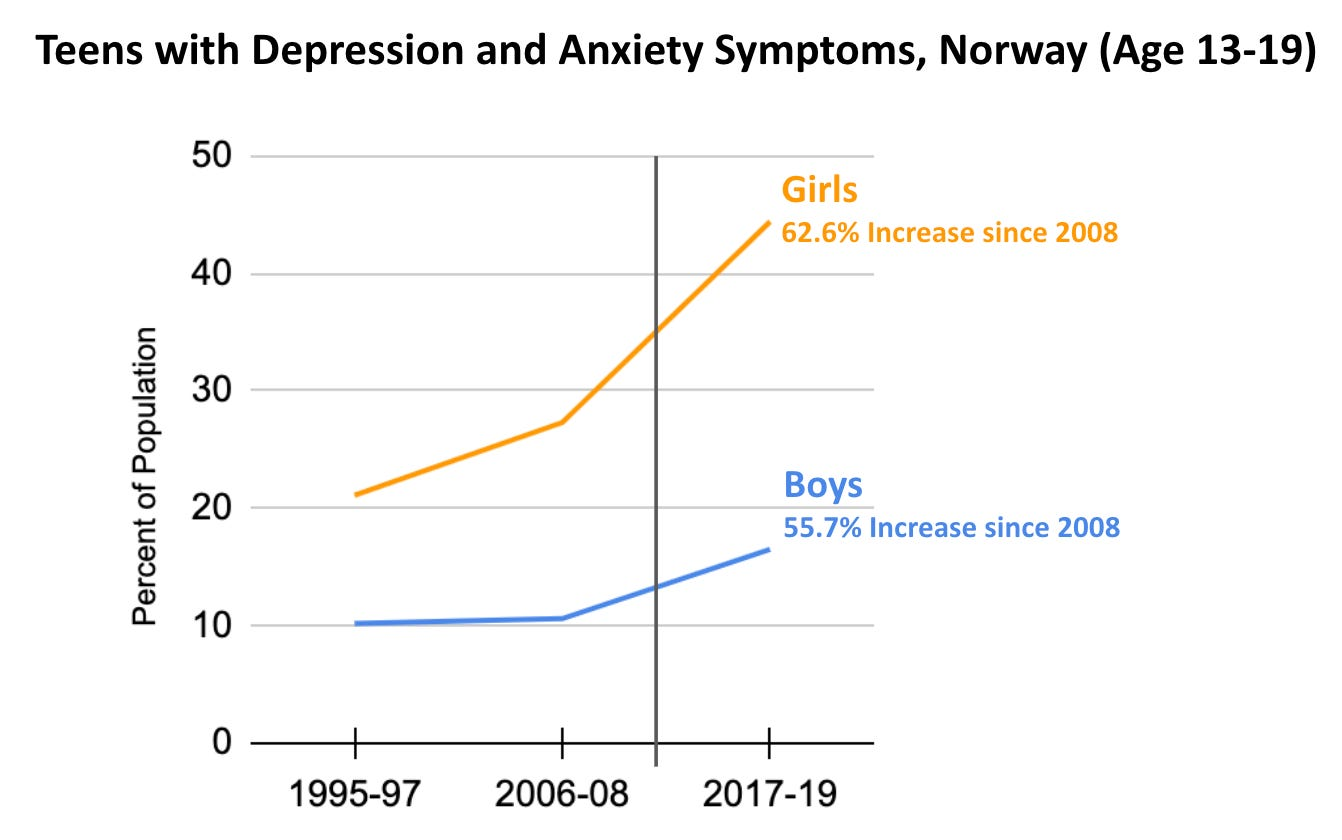 Teens with Depression and Anxiety Symptoms, Norway (Age 13-19)
50
Girls
62.6% Increase since 2008
40
30
Percent of Population
Boys
20
55.7% Increase since 2008
10
0
1995-97 2006-08 2017-19